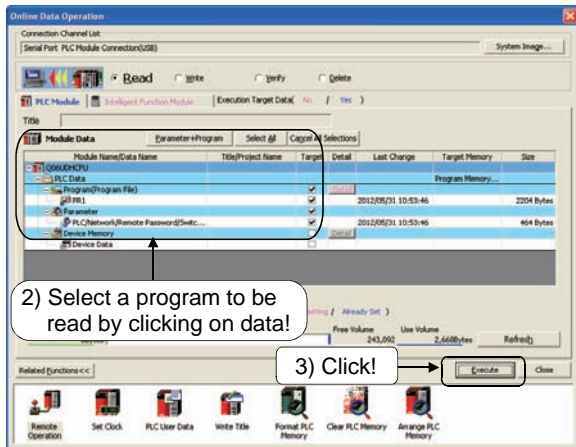 Online Data Operation
Connection Channel List
Serial Port PLC Module Connection(USB)
System Image...
Read Write Verify Delete
PLC Module Intelligent Function Module Execution Target Data( No / Yes )
Title
Module Data Parameter+Program Select All Cancel All Selections
Module Name/Data Name Title/Project Name Target Detail Last Change Target Memory Size
Q06UDHCPU
PLC Data Program Memory...
Program(Program File) Detail
PR1 2012/05/31 10:53:46 2204 Bytes
Parameter
PLC/Network/Remote Password/Switc... 2012/05/31 10:53:46 464 Bytes
Device Memory Detail
Device Data
2) Select a program to be
read by clicking on data!
/ Already Set )
Free Volume Use Volume
243,092 2,668Bytes Refresh
3) Click!
Related Functions<< Execute Close
Remote Operation
Set Clock
PLC User Data
Write Title
Format PLC Memory
Clear PLC Memory
Arrange PLC Memory